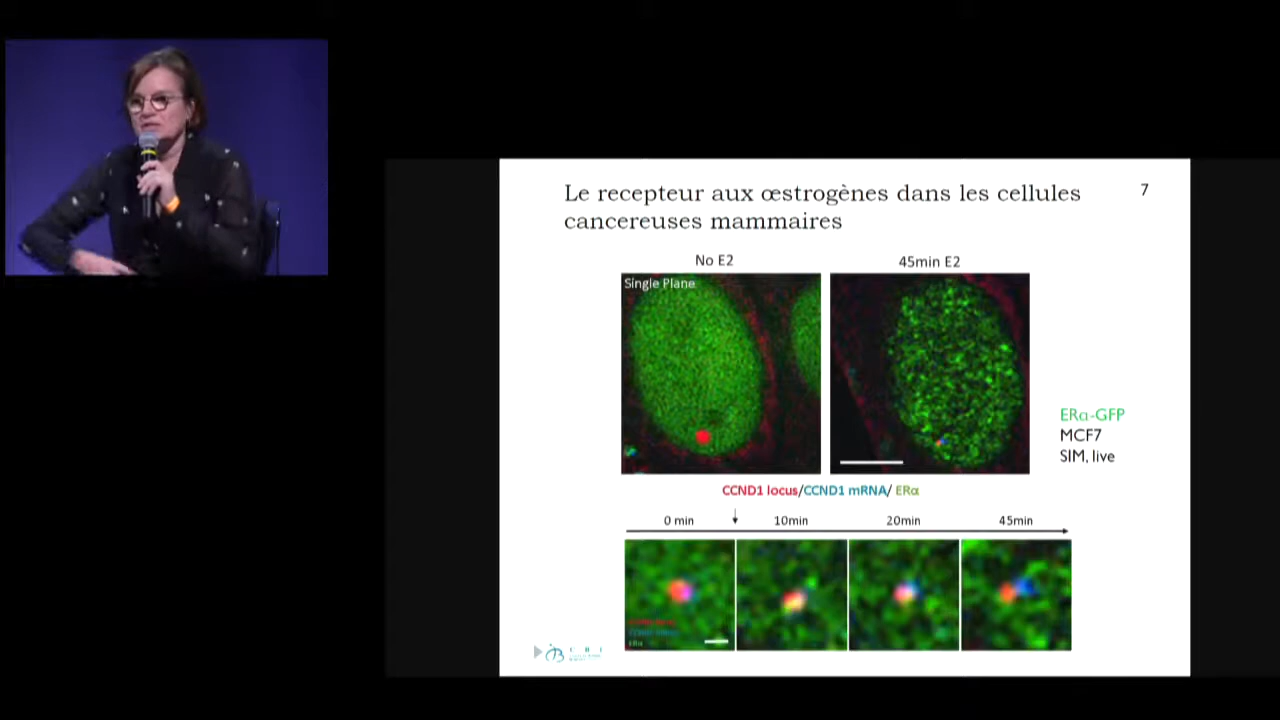 Le recepteur aux œstrogènes dans les cellules
cancereuses mammaires
7
No E2
45min E2
Single Plane
ERα-GFP
MCF7
SIM, live
CCND1 locus/CCND1 mRNA/ ERα
0 min
10min
20min
45min
C B I